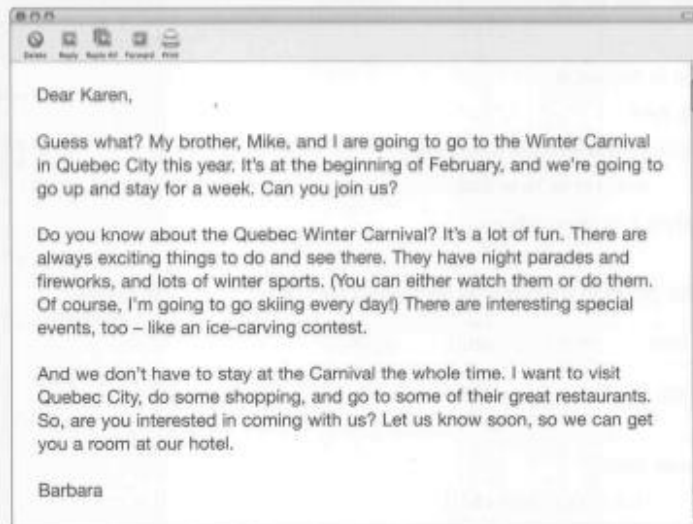 Delete Reply Reply All Forward Print
Dear Karen,
Guess what? My brother, Mike, and I are going to go to the Winter Carnival
in Quebec City this year. It's at the beginning of February, and we're going to
go up and stay for a week. Can you join us?
Do you know about the Quebec Winter Carnival? It's a lot of fun. There are
always exciting things to do and see there. They have night parades and
fireworks, and lots of winter sports. (You can either watch them or do them.
Of course, I'm going to go skiing every day!) There are interesting special
events, too – like an ice-carving contest.
And we don't have to stay at the Carnival the whole time. I want to visit
Quebec City, do some shopping, and go to some of their great restaurants.
So, are you interested in coming with us? Let us know soon, so we can get
you a room at our hotel.
Barbara